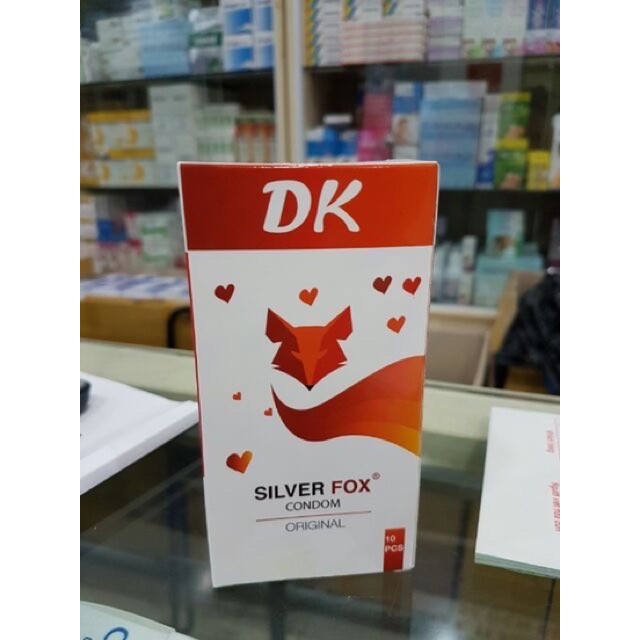 DK
SILVER FOX®
CONDOM
ORIGINAL
10
PCS